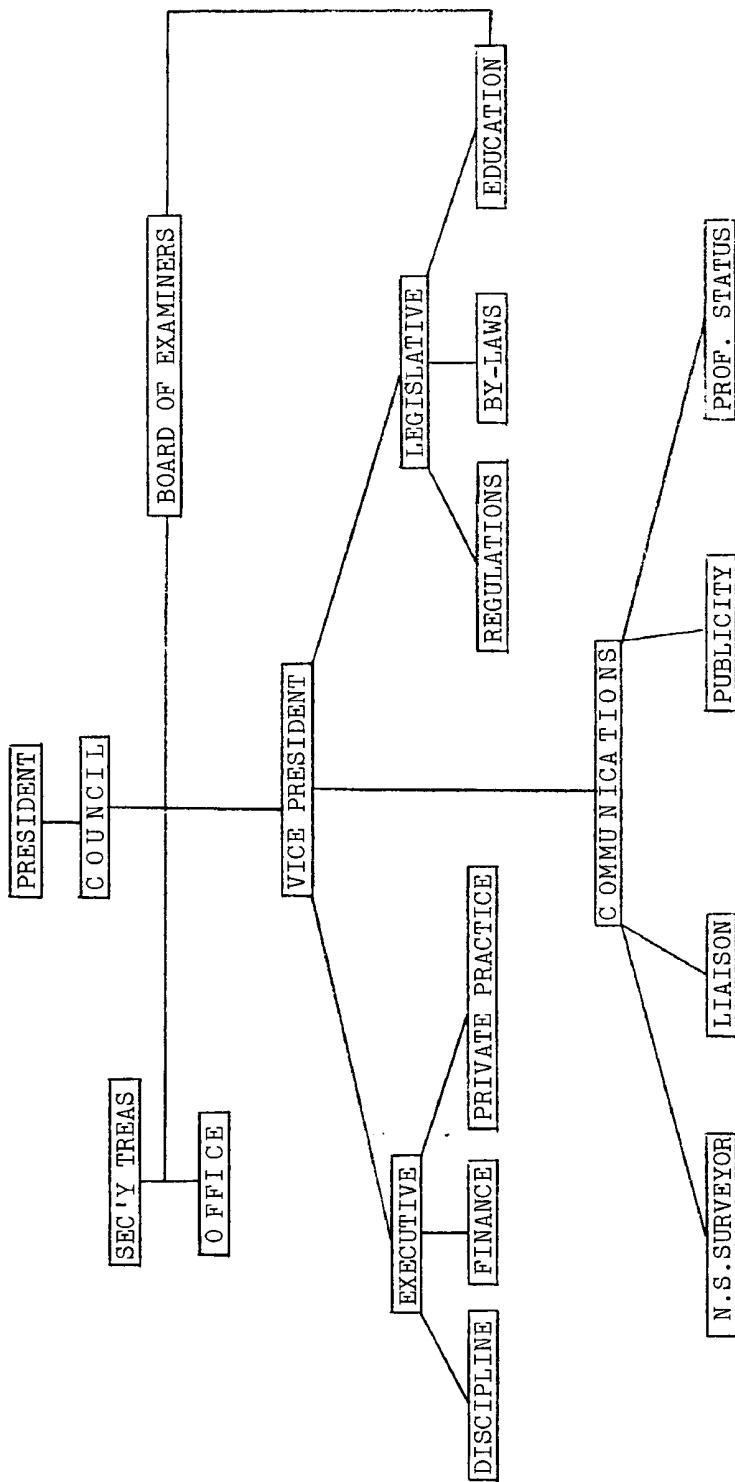 PRESIDENT
COUNCIL
SEC'Y TREAS
BOARD OF EXAMINERS
OFFICE
VICE PRESIDENT
EXECUTIVE
LEGISLATIVE
DISCIPLINE
FINANCE
PRIVATE PRACTICE
REGULATIONS
BY-LAWS
EDUCATION
COMMUNICATIONS
N.S.SURVEYOR
LIAISON
PUBLICITY
PROF. STATUS